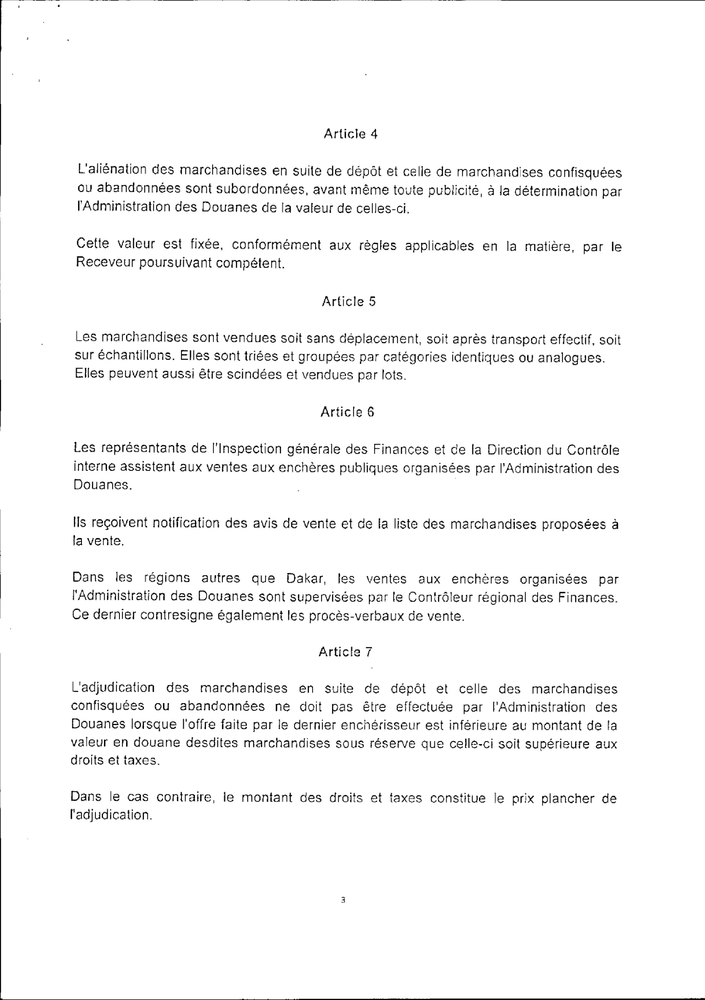 Article 4
L'aliénation des marchandises en suite de dépôt et celle de marchandises confisquées
ou abandonnées sont subordonnées, avant même toute publicité, à la détermination par
l'Administration des Douanes de la valeur de celles-ci.
Cette valeur est fixée, conformément aux règles applicables en la matière, par le
Receveur poursuivant compétent.
Article 5
Les marchandises sont vendues soit sans déplacement, soit après transport effectif, soit
sur échantillons. Elles sont triées et groupées par catégories identiques ou analogues.
Elles peuvent aussi être scindées et vendues par lots.
Article 6
Les représentants de l'Inspection générale des Finances et de la Direction du Contrôle
interne assistent aux ventes aux enchères publiques organisées par l'Administration des
Douanes.
Ils reçoivent notification des avis de vente et de la liste des marchandises proposées à
la vente.
Dans les régions autres que Dakar, les ventes aux enchères organisées par
l'Administration des Douanes sont supervisées par le Contrôleur régional des Finances.
Ce dernier contresigne également les procès-verbaux de vente.
Article 7
L'adjudication des marchandises en suite de dépôt et celle des marchandises
confisquées ou abandonnées ne doit pas être effectuée par l'Administration des
Douanes lorsque l'offre faite par le dernier enchérisseur est inférieure au montant de la
valeur en douane desdites marchandises sous réserve que celle-ci soit supérieure aux
droits et taxes.
Dans le cas contraire, le montant des droits et taxes constitue le prix plancher de
l'adjudication.
3